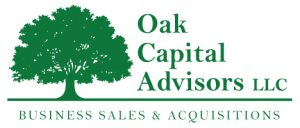 Oak
Capital
Advisors LLC
BUSINESS SALES & ACQUISITIONS